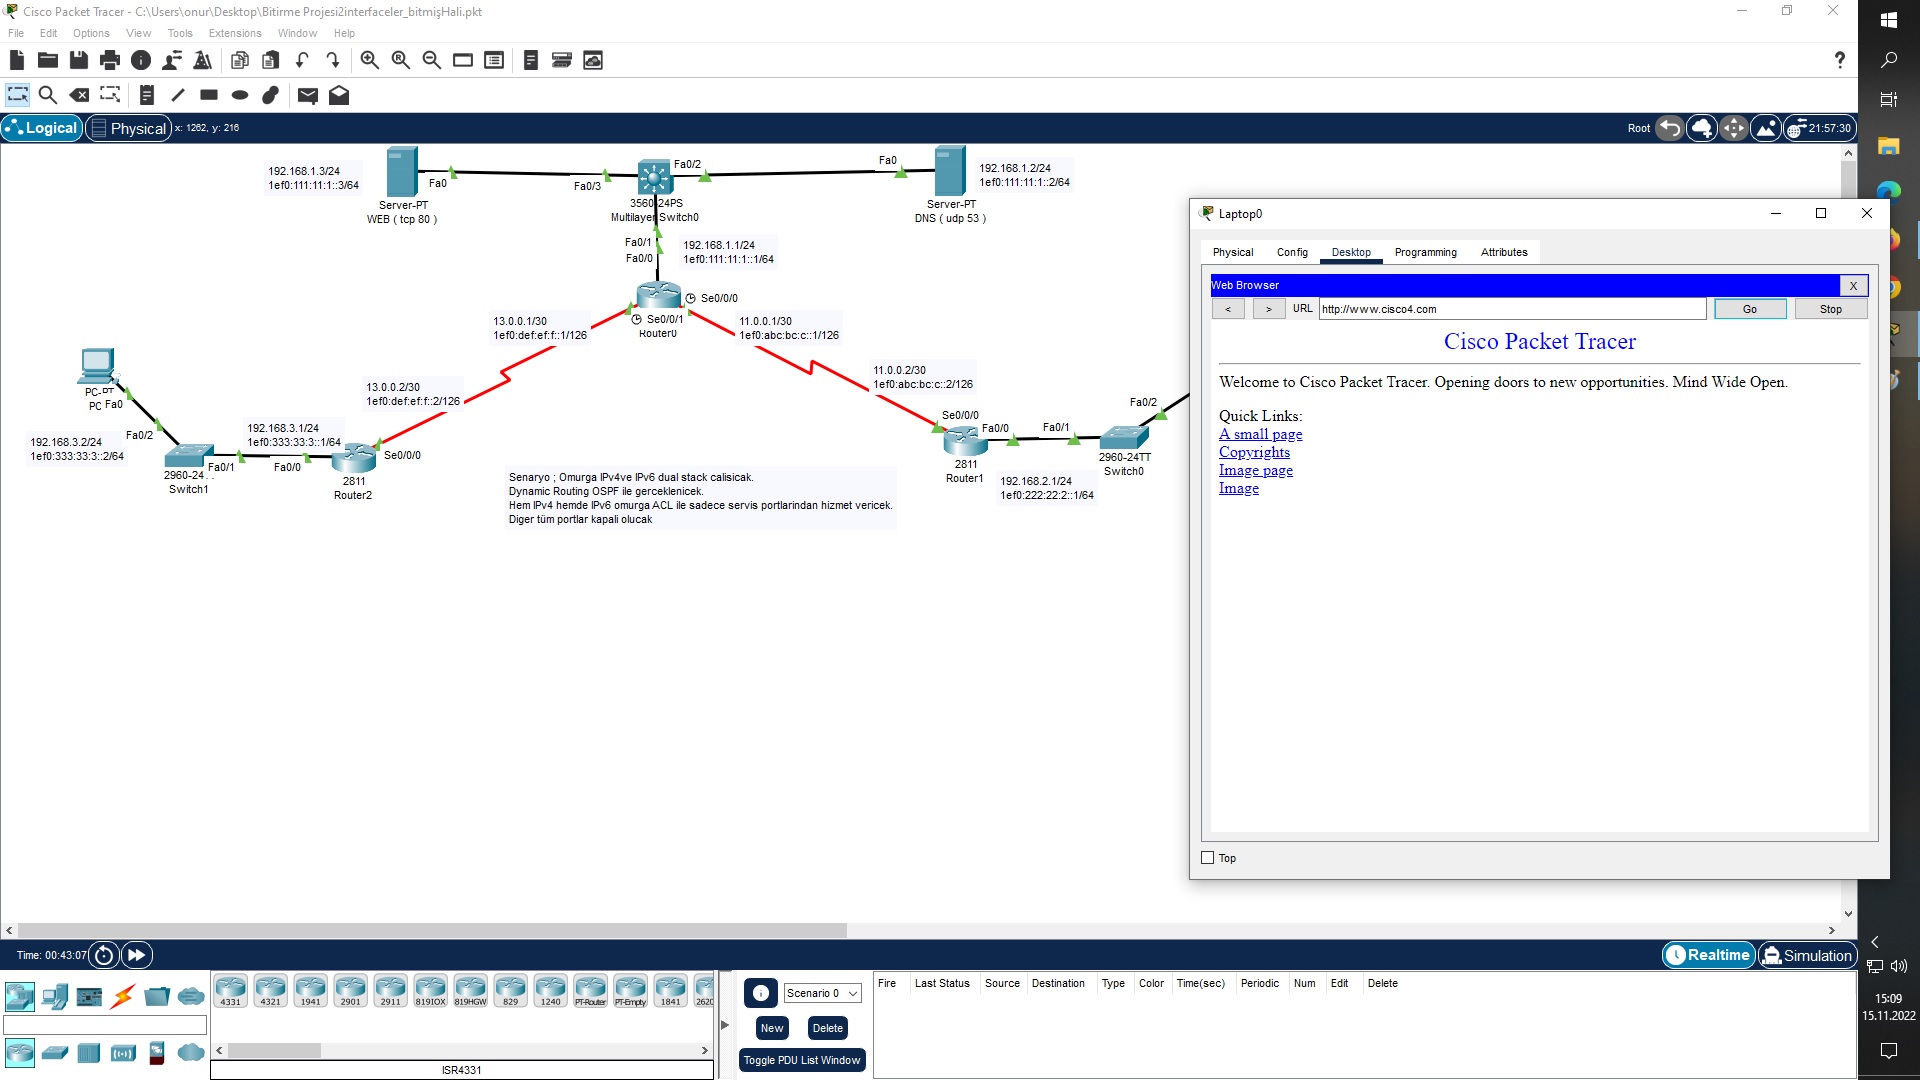 Cisco Packet Tracer - C:\Users\onur\Desktop\Bitirme Projesi2interfaceler_bitmişHali.pkt
File Edit Options View Tools Extensions Window Help
Logical Physical x: 1262, y: 216
Root 21:57:30
192.168.1.3/24
1ef0:111:11:1::3/64
Fa0
Server-PT
WEB ( tcp 80 )
Fa0/3
Fa0/2
3560-24PS
Multilayer Switch0
Fa0
192.168.1.2/24
1ef0:111:11:1::2/64
Server-PT
DNS ( udp 53 )
Fa0/1
Fa0/0
192.168.1.1/24
1ef0:111:11:1::1/64
Se0/0/0
Se0/0/1
Router0
13.0.0.1/30
1ef0:def:ef:f::1/126
11.0.0.1/30
1ef0:abc:bc:c::1/126
11.0.0.2/30
1ef0:abc:bc:c::2/126
13.0.0.2/30
1ef0:def:ef:f::2/126
PC-PT
PC Fa0
Fa0/2
192.168.3.2/24
1ef0:333:33:3::2/64
192.168.3.1/24
1ef0:333:33:3::1/64
Fa0/1
Fa0/0
Se0/0/0
2960-24
Switch1
2811
Router2
Se0/0/0
Fa0/0
Fa0/1
Fa0/2
2811
Router1
2960-24TT
Switch0
192.168.2.1/24
1ef0:222:22:2::1/64
Senaryo ; Omurga IPv4ve IPv6 dual stack calisicak.
Dynamic Routing OSPF ile gerceklenicek.
Hem IPv4 hemde IPv6 omurga ACL ile sadece servis portlarindan hizmet vericek.
Diger tüm portlar kapali olucak
Laptop0
Physical Config Desktop Programming Attributes
Web Browser X
< > URL http://www.cisco4.com Go Stop
Cisco Packet Tracer
Welcome to Cisco Packet Tracer. Opening doors to new opportunities. Mind Wide Open.
Quick Links:
A small page
Copyrights
Image page
Image
Top
Time: 00:43:07
Realtime Simulation
4331 4321 1941 2901 2911 819IOX 819HGW 829 1240 PT-Router PT-Empty 1841 2620
ISR4331
Scenario 0
New Delete
Toggle PDU List Window
Fire Last Status Source Destination Type Color Time(sec) Periodic Num Edit Delete
15:09
15.11.2022